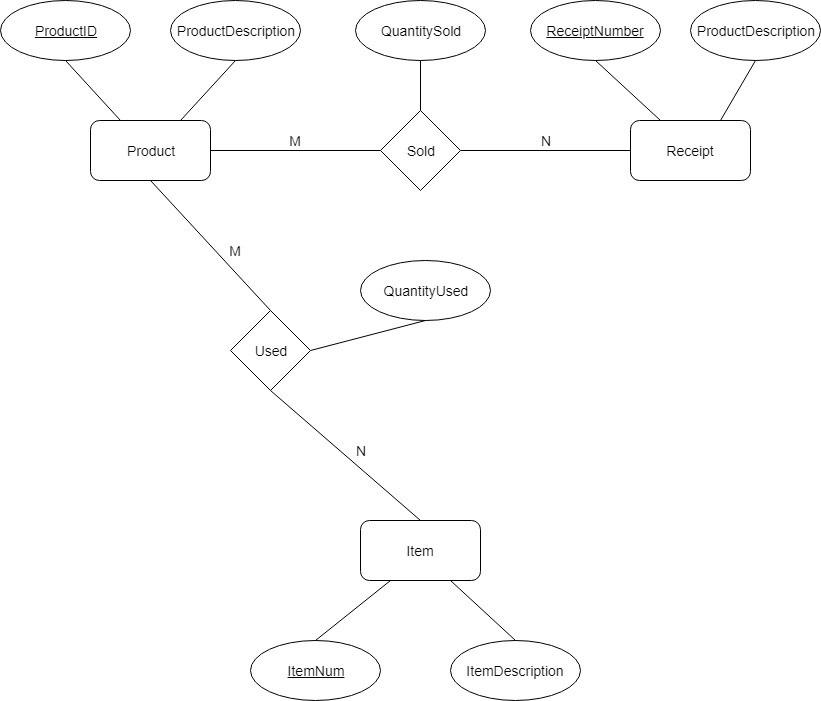 ProductID
ProductDescription
QuantitySold
ReceiptNumber
ProductDescription
Product
M
Sold
N
Receipt
M
QuantityUsed
Used
N
Item
ItemNum
ItemDescription